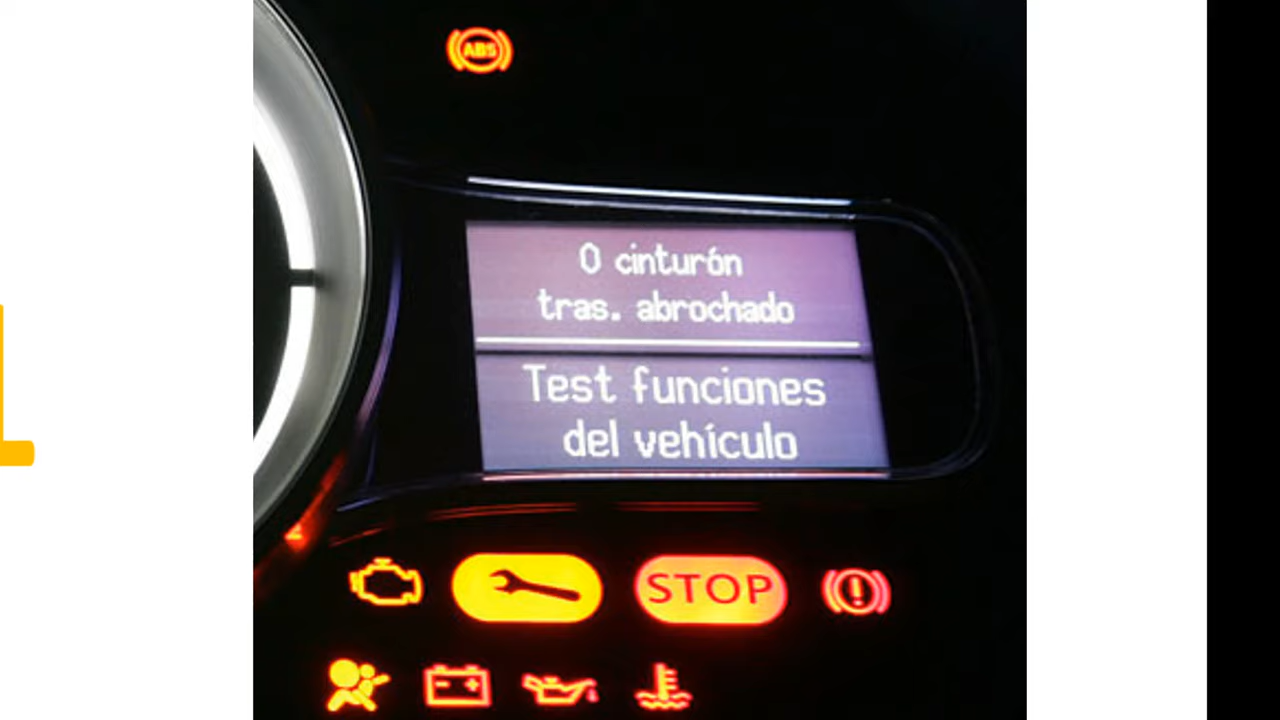 ABS
0 cinturón
tras. abrochado
Test funciones
del vehículo
STOP